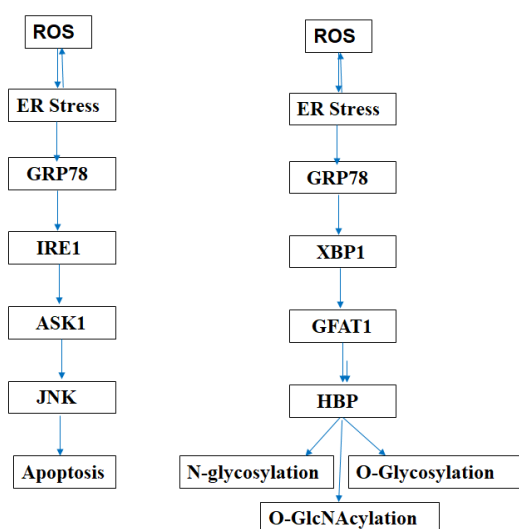 ROS
ER Stress
GRP78
IRE1
ASK1
JNK
Apoptosis
ROS
ER Stress
GRP78
XBP1
GFAT1
HBP
N-glycosylation
O-Glycosylation
O-GlcNAcylation